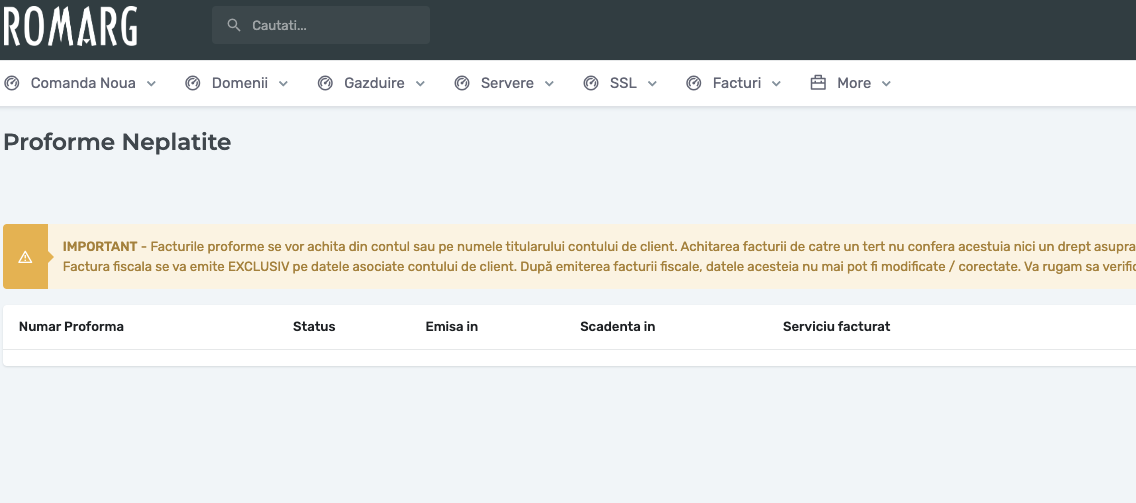 ROMARG
Cautati...
Comanda Noua Domenii Gazduire Servere SSL Facturi More
Proforme Neplatite
IMPORTANT - Facturile proforme se vor achita din contul sau pe numele titularului contului de client. Achitarea facturii de catre un tert nu confera acestuia nici un drept asupra
Factura fiscala se va emite EXCLUSIV pe datele asociate contului de client. După emiterea facturii fiscale, datele acesteia nu mai pot fi modificate / corectate. Va rugam sa
Numar Proforma Status Emisa in Scadenta in Serviciu facturat